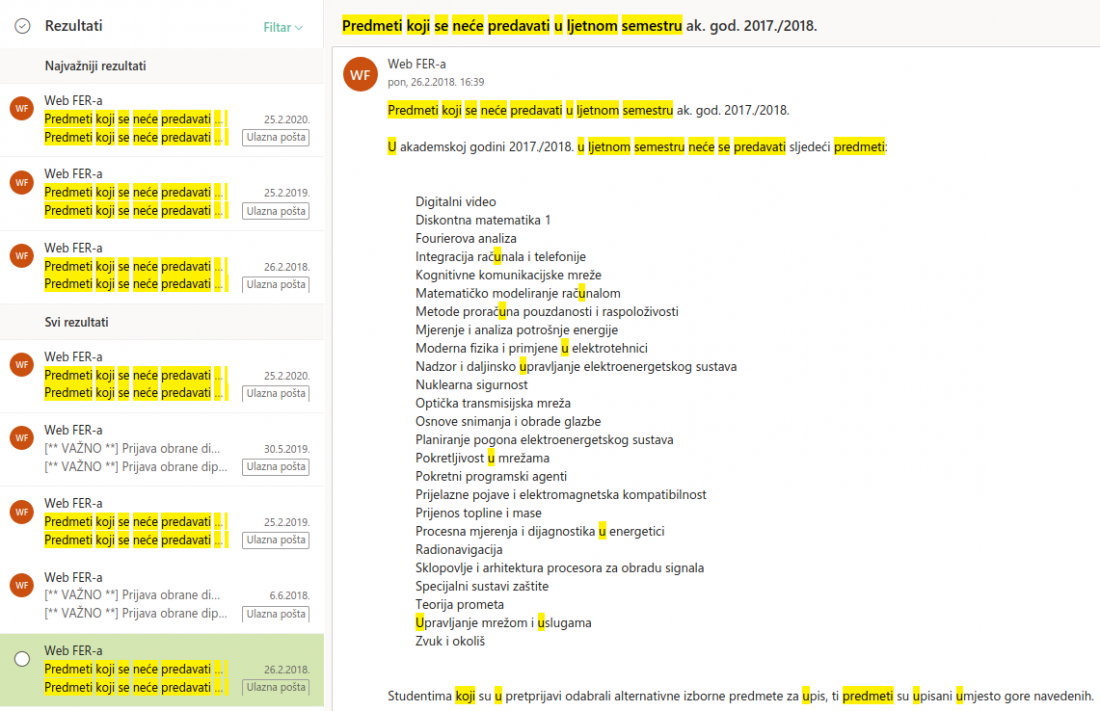 Rezultati
Filtar
Najvažniji rezultati
WF
Web FER-a
Predmeti koji se neće predavati ...
25.2.2020.
Predmeti koji se neće predavati ...
Ulazna pošta
WF
Web FER-a
Predmeti koji se neće predavati ...
25.2.2019.
Predmeti koji se neće predavati ...
Ulazna pošta
WF
Web FER-a
Predmeti koji se neće predavati ...
26.2.2018.
Predmeti koji se neće predavati ...
Ulazna pošta
Svi rezultati
WF
Web FER-a
Predmeti koji se neće predavati ...
25.2.2020.
Predmeti koji se neće predavati ...
Ulazna pošta
WF
Web FER-a
[** VAŽNO **] Prijava obrane di...
30.5.2019.
[** VAŽNO **] Prijava obrane dip...
Ulazna pošta
WF
Web FER-a
Predmeti koji se neće predavati ...
25.2.2019.
Predmeti koji se neće predavati ...
Ulazna pošta
WF
Web FER-a
[** VAŽNO **] Prijava obrane di...
6.6.2018.
[** VAŽNO **] Prijava obrane dip...
Ulazna pošta
Web FER-a
Predmeti koji se neće predavati ...
26.2.2018.
Predmeti koji se neće predavati ...
Ulazna pošta
Predmeti koji se neće predavati u ljetnom semestru ak. god. 2017./2018.
WF
Web FER-a
pon, 26.2.2018. 16:39
Predmeti koji se neće predavati u ljetnom semestru ak. god. 2017./2018.
U akademskoj godini 2017./2018. u ljetnom semestru neće se predavati sljedeći predmeti:
Digitalni video
Diskontna matematika 1
Fourierova analiza
Integracija računala i telefonije
Kognitivne komunikacijske mreže
Matematičko modeliranje računalom
Metode proračuna pouzdanosti i raspoloživosti
Mjerenje i analiza potrošnje energije
Moderna fizika i primjene u elektrotehnici
Nadzor i daljinsko upravljanje elektroenergetskog sustava
Nuklearna sigurnost
Optička transmisijska mreža
Osnove snimanja i obrade glazbe
Planiranje pogona elektroenergetskog sustava
Pokretljivost u mrežama
Pokretni programski agenti
Prijelazne pojave i elektromagnetska kompatibilnost
Prijenos topline i mase
Procesna mjerenja i dijagnostika u energetici
Radionavigacija
Sklopovlje i arhitektura procesora za obradu signala
Specijalni sustavi zaštite
Teorija prometa
Upravljanje mrežom i uslugama
Zvuk i okoliš
Studentima koji su u pretprijavi odabrali alternativne izborne predmete za upis, ti predmeti su upisani umjesto gore navedenih.